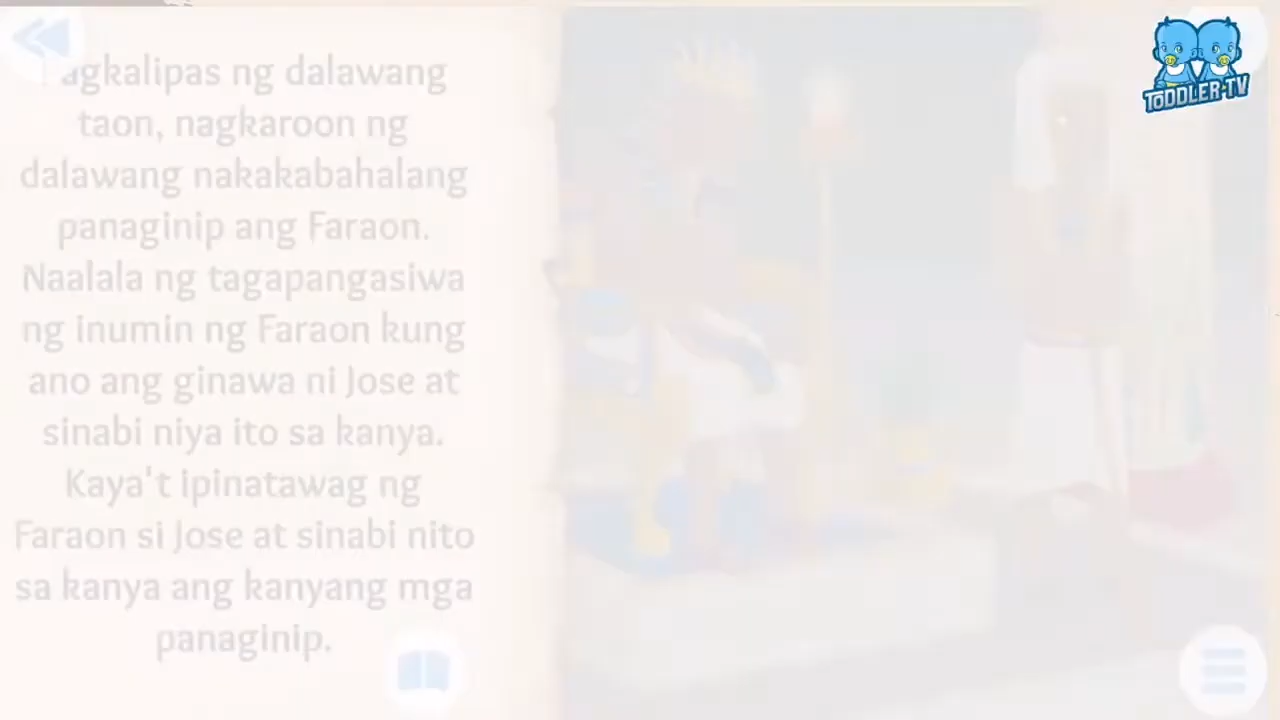 Pagkalipas ng dalawang
taon, nagkaroon ng
dalawang nakakabahalang
panaginip ang Faraon.
Naalala ng tagapangasiwa
ng inumin ng Faraon kung
ano ang ginawa ni Jose at
sinabi niya ito sa kanya.
Kaya't ipinatawag ng
Faraon si Jose at sinabi nito
sa kanya ang kanyang mga
panaginip.
TODDLER-TV